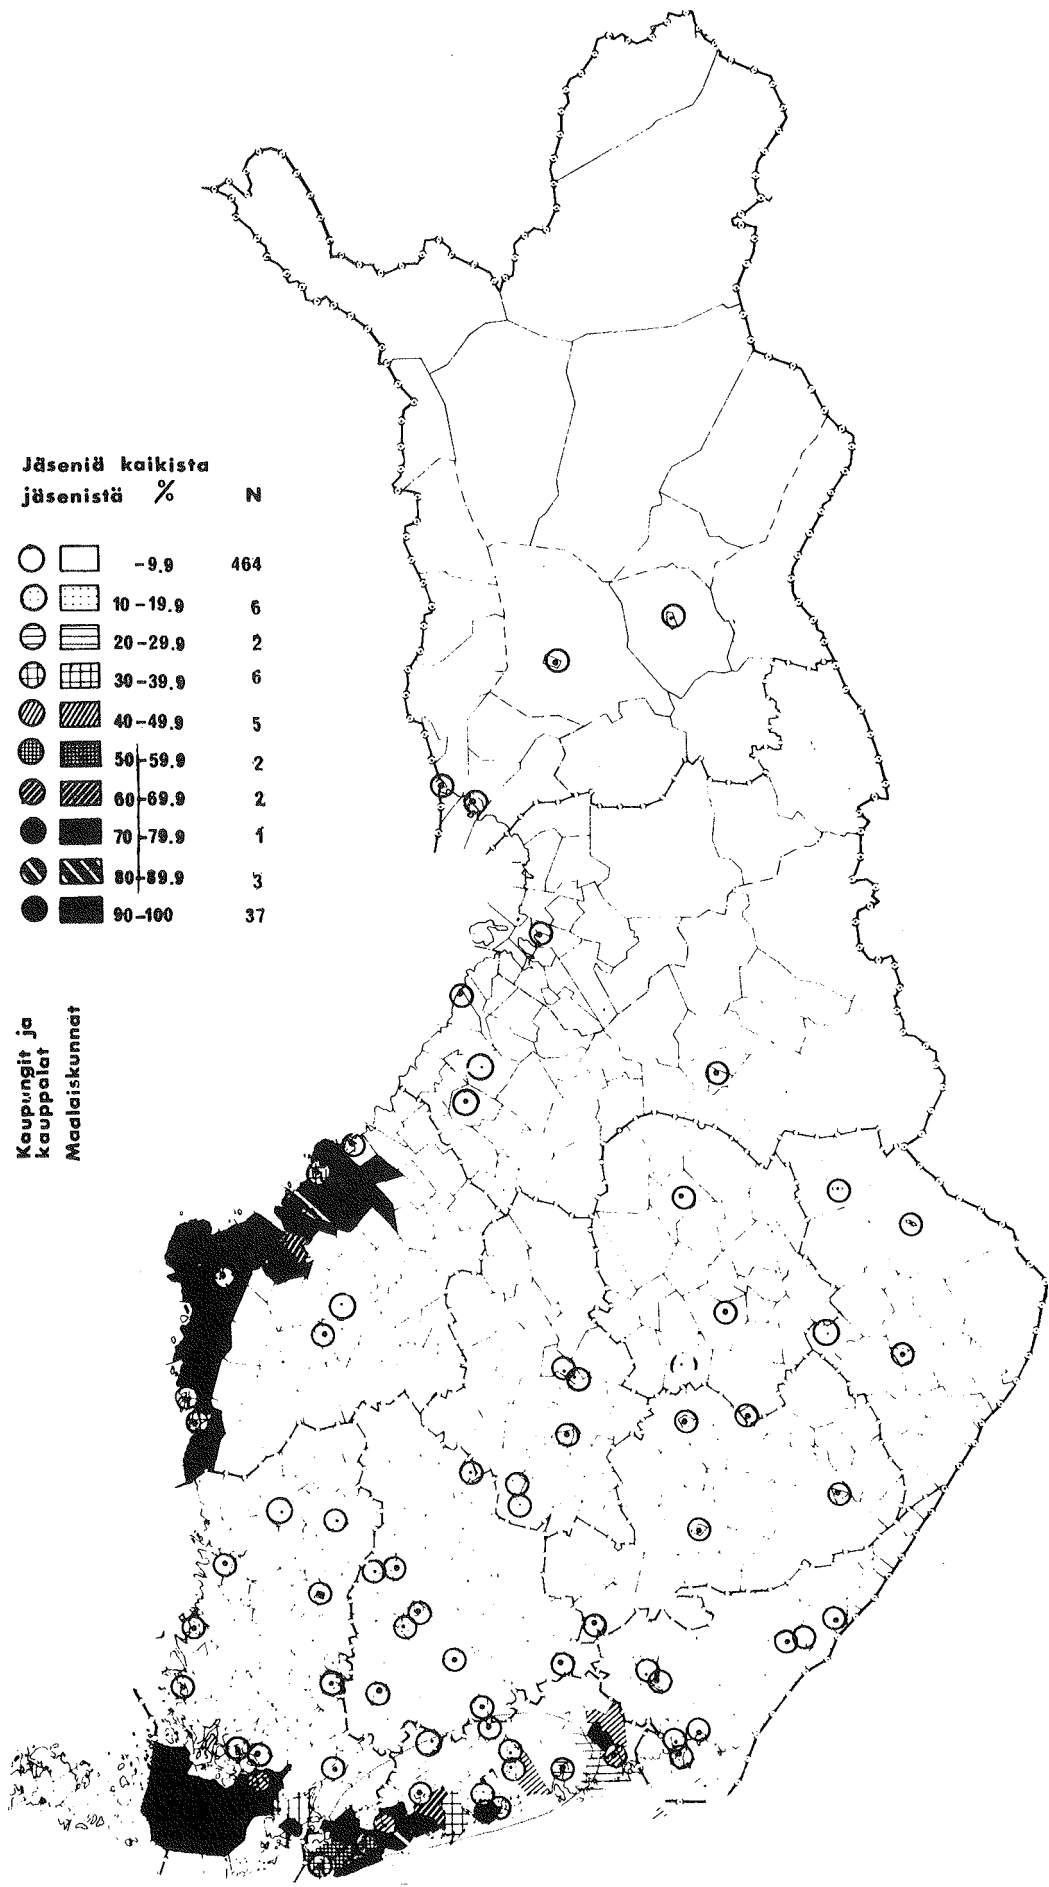 Jäseniä kaikista
jäsenistä % N
-9.9 464
10-19.9 6
20-29.9 2
30-39.9 6
40-49.9 5
50-59.9 2
60-69.9 2
70-79.9 1
80-89.9 3
90-100 37
Kaupungit ja
kauppalat
Maalaiskunnat